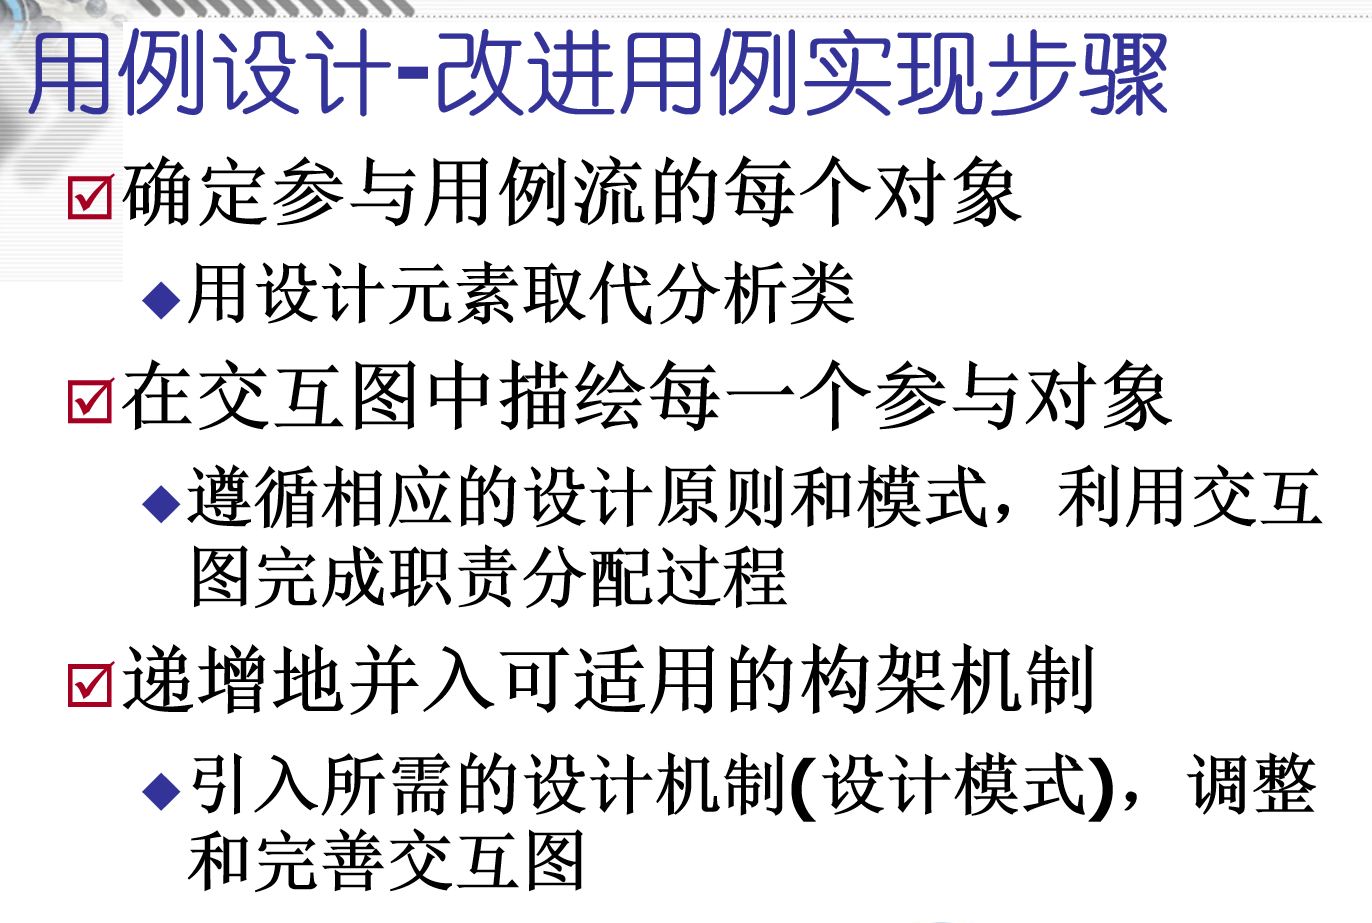 用例设计-改进用例实现步骤
确定参与用例流的每个对象
用设计元素取代分析类
在交互图中描绘每一个参与对象
遵循相应的设计原则和模式，利用交互
图完成职责分配过程
递增地并入可适用的构架机制
引入所需的设计机制(设计模式)，调整
和完善交互图